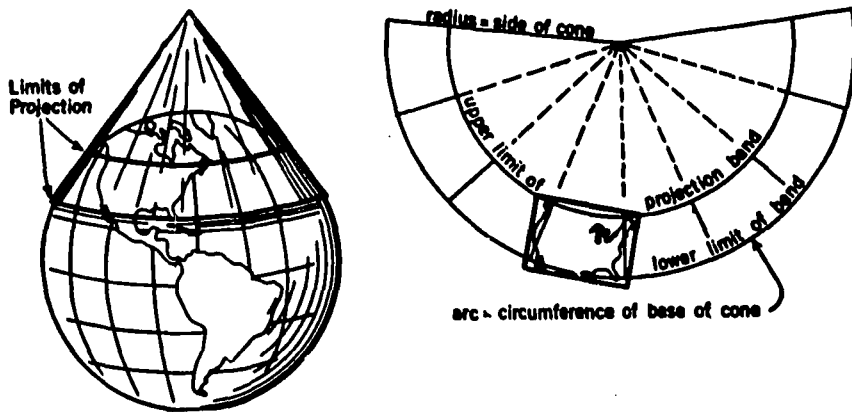 Limits of
Projection
radius = side of cone
upper limit of
projection band
lower limit of band
arc = circumference of base of cone